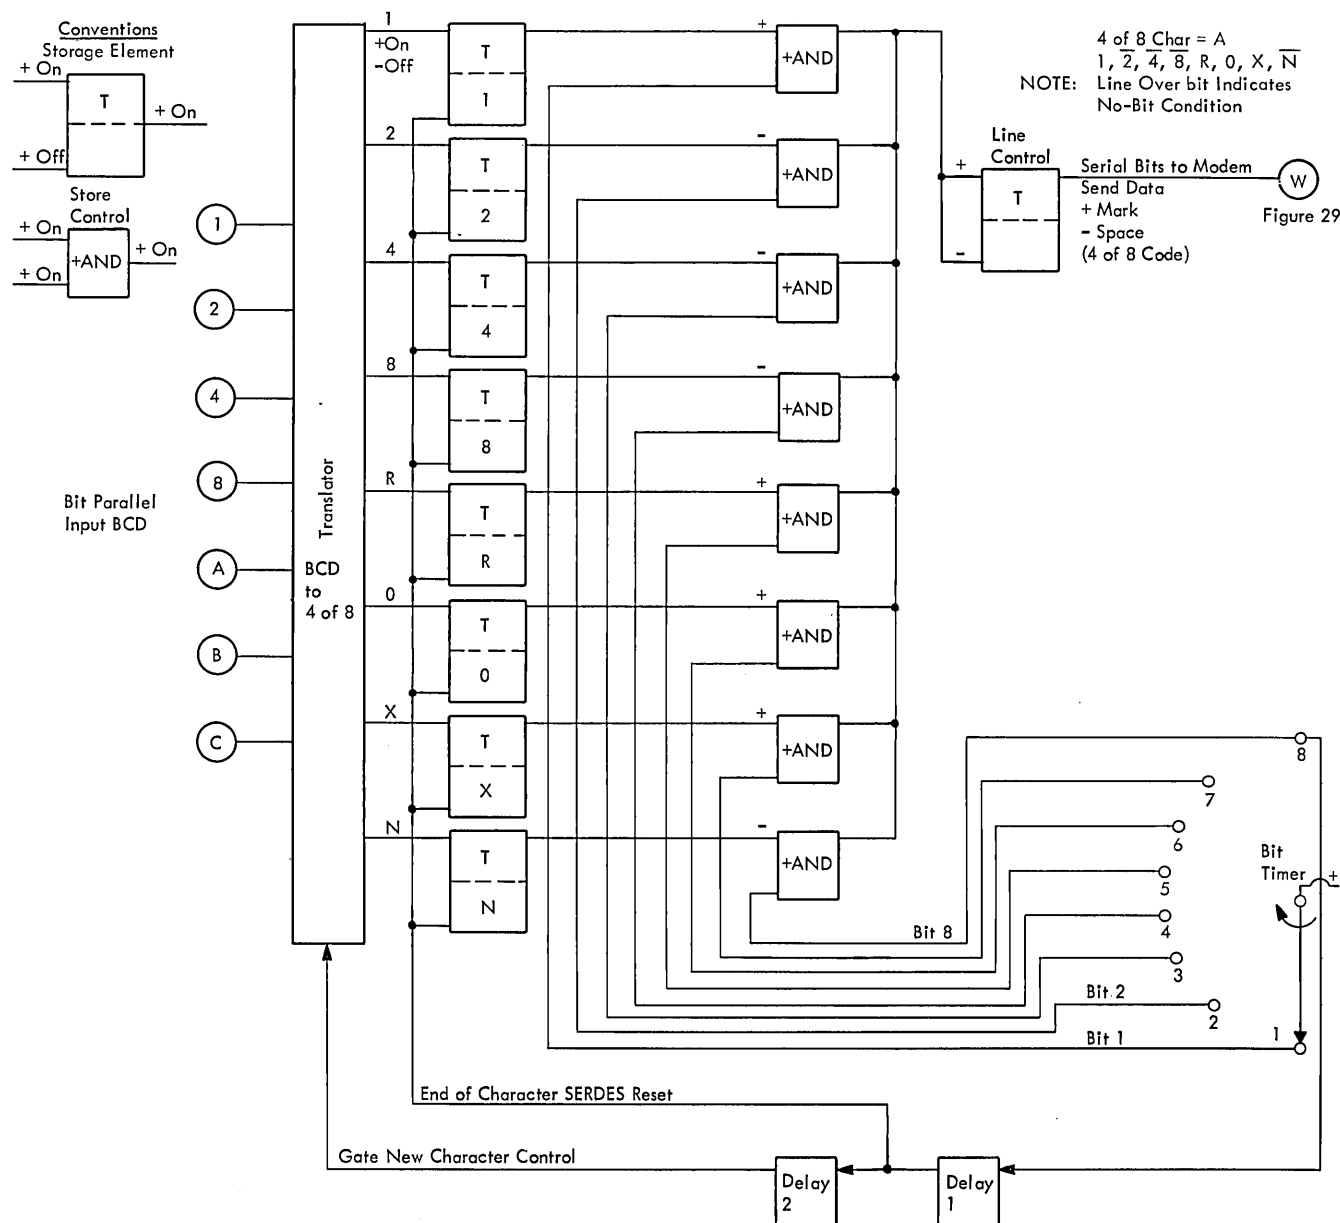 Conventions
Storage Element
+ On
T
+ On
+ Off
Store
Control
+ On
+AND
+ On
+ On
1
2
4
8
A
B
C
Bit Parallel
Input BCD
Translator
BCD
to
4 of 8
1
+On
-Off
2
4
8
R
0
X
N
T
1
T
2
T
4
T
8
T
R
T
0
T
X
T
N
+
+AND
-
+AND
-
+AND
-
+AND
+
+AND
+
+AND
+
+AND
-
+AND
4 of 8 Char = A
1, 2̅, 4̅, 8̅, R, 0, X, N̅
NOTE: Line Over bit Indicates
No-Bit Condition
Line
Control
+
T
-
Serial Bits to Modem
Send Data
+ Mark
- Space
(4 of 8 Code)
W
Figure 29
8
7
6
5
4
3
2
1
Bit
Timer
+
Bit 8
Bit 2
Bit 1
End of Character SERDES Reset
Gate New Character Control
Delay
2
Delay
1